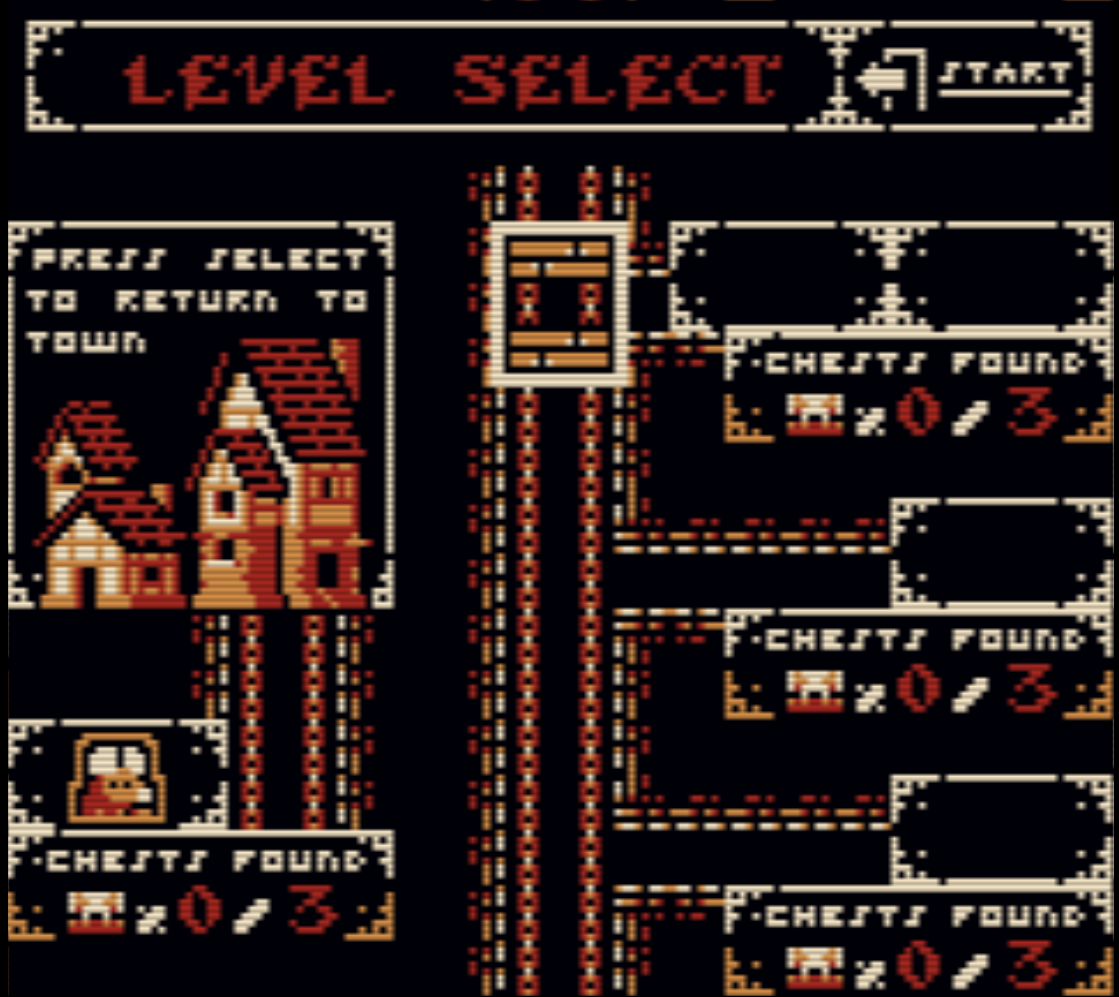 LEVEL SELECT
START
PRESS SELECT
TO RETURN TO
TOWN
CHESTS FOUND
x0/3
CHESTS FOUND
x0/3
CHESTS FOUND
x0/3
CHESTS FOUND
x0/3